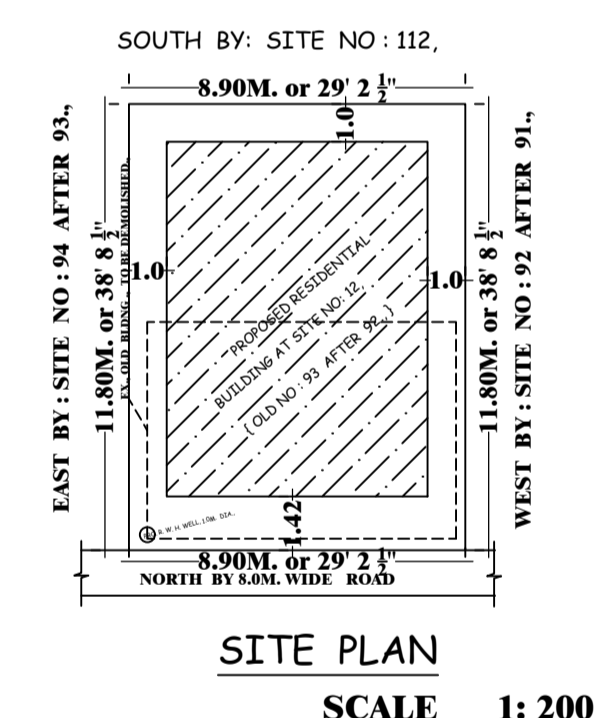 SOUTH BY: SITE NO : 112,
8.90M. or 29' 2 ½"
1.0
EAST BY : SITE NO : 94 AFTER 93.,
11.80M. or 38' 8 ½"
EX., OLD BLDNG., TO BE DEMOLISHED.,
1.0
PROPOSED RESIDENTIAL
BUILDING AT SITE NO: 12,
{ OLD NO : 93 AFTER 92., }
1.0
11.80M. or 38' 8 ½"
WEST BY : SITE NO : 92 AFTER 91.,
R. W. H. WELL, 1.0M. DIA.,
1.42
8.90M. or 29' 2 ½"
NORTH BY 8.0M. WIDE ROAD
SITE PLAN
SCALE 1: 200